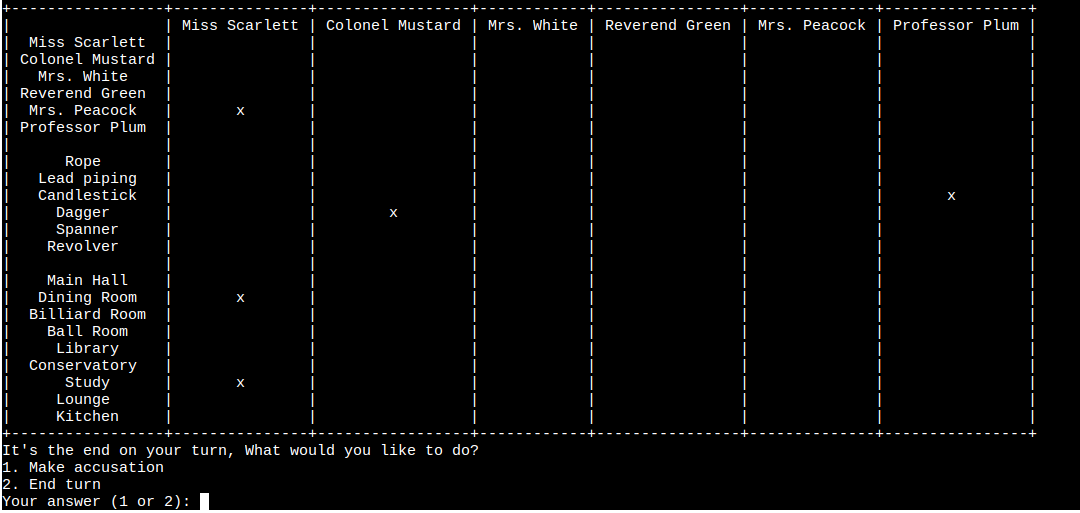 +-----------------+---------------+-----------------+------------+----------------+--------------+----------------+
|                 | Miss Scarlett | Colonel Mustard | Mrs. White | Reverend Green | Mrs. Peacock | Professor Plum |
|  Miss Scarlett  |               |                 |            |                |              |                |
| Colonel Mustard |               |                 |            |                |              |                |
|   Mrs. White    |               |                 |            |                |              |                |
| Reverend Green  |               |                 |            |                |              |                |
|  Mrs. Peacock   |       x       |                 |            |                |              |                |
| Professor Plum  |               |                 |            |                |              |                |
|                 |               |                 |            |                |              |                |
|      Rope       |               |                 |            |                |              |                |
|   Lead piping   |               |                 |            |                |              |                |
|   Candlestick   |               |                 |            |                |              |       x        |
|     Dagger      |               |        x        |            |                |              |                |
|     Spanner     |               |                 |            |                |              |                |
|    Revolver     |               |                 |            |                |              |                |
|                 |               |                 |            |                |              |                |
|    Main Hall    |               |                 |            |                |              |                |
|   Dining Room   |       x       |                 |            |                |              |                |
|  Billiard Room  |               |                 |            |                |              |                |
|    Ball Room    |               |                 |            |                |              |                |
|     Library     |               |                 |            |                |              |                |
|  Conservatory   |               |                 |            |                |              |                |
|      Study      |       x       |                 |            |                |              |                |
|     Lounge      |               |                 |            |                |              |                |
|     Kitchen     |               |                 |            |                |              |                |
+-----------------+---------------+-----------------+------------+----------------+--------------+----------------+
It's the end on your turn, What would you like to do?
1. Make accusation
2. End turn
Your answer (1 or 2):